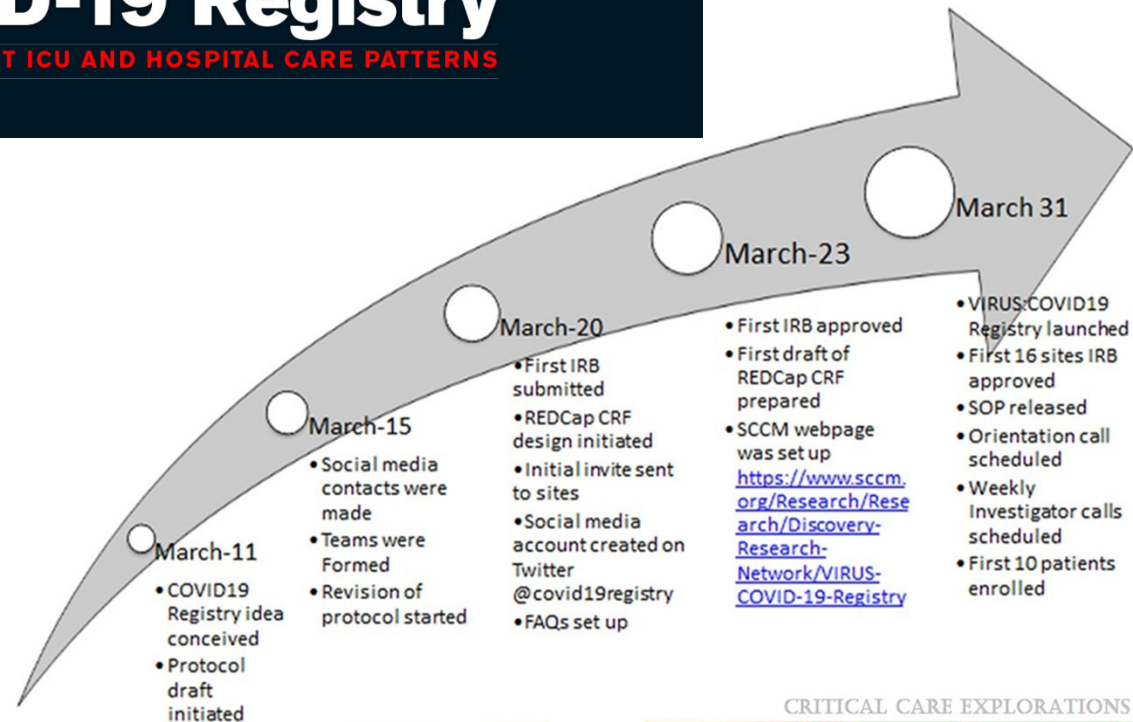 D-19 Registry
T ICU AND HOSPITAL CARE PATTERNS
March-11
• COVID19
Registry idea
conceived
• Protocol
draft
initiated
March-15
• Social media
contacts were
made
• Teams were
Formed
• Revision of
protocol started
March-20
•First IRB
submitted
•REDCap CRF
design initiated
•Initial invite sent
to sites
•Social media
account created on
Twitter
@covid19registry
•FAQs set up
March-23
• First IRB approved
• First draft of
REDCap CRF
prepared
• SCCM webpage
was set up
https://www.sccm.
org/Research/Rese
arch/Discovery-
Research-
Network/VIRUS-
COVID-19-Registry
March 31
• VIRUS:COVID19
Registry launched
• First 16 sites IRB
approved
• SOP released
• Orientation call
scheduled
• Weekly
Investigator calls
scheduled
• First 10 patients
enrolled
CRITICAL CARE EXPLORATIONS